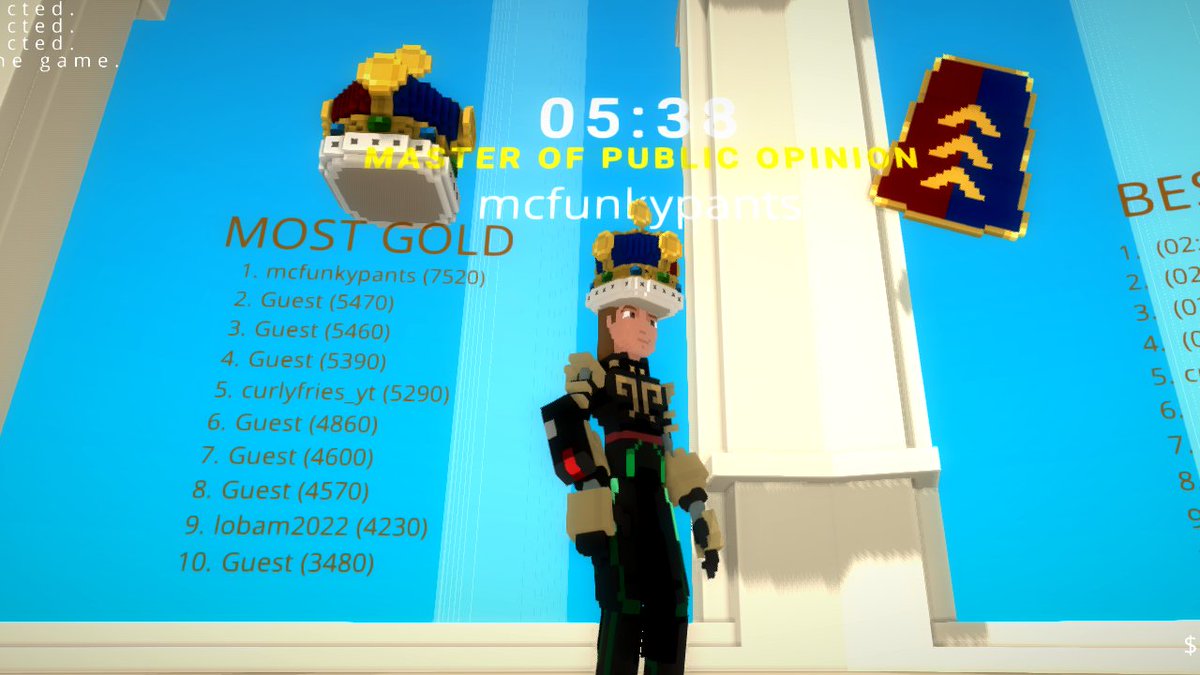 cted.
cted.
cted.
he game.
05:38
MASTER OF PUBLIC OPINION
mcfunkypants
MOST GOLD
1. mcfunkypants (7520)
2. Guest (5470)
3. Guest (5460)
4. Guest (5390)
5. curlyfries_yt (5290)
6. Guest (4860)
7. Guest (4600)
8. Guest (4570)
9. lobam2022 (4230)
10. Guest (3480)
BES
1. (02:
2. (02
3. (0
4. (
5. c
6.
7.
8
9
$